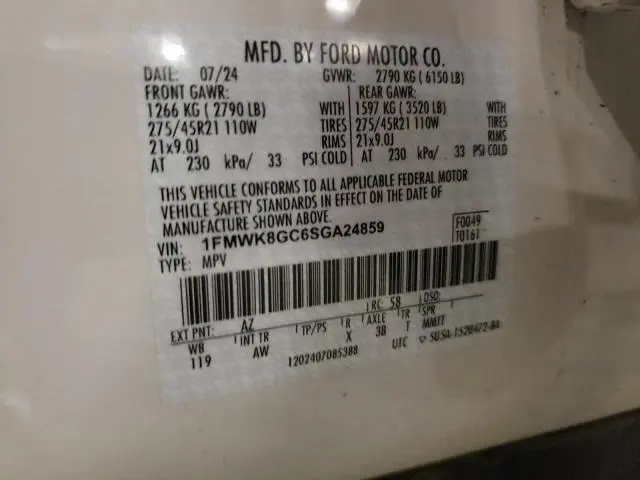 MFD. BY FORD MOTOR CO.
DATE: 07/24 GVWR: 2790 KG ( 6150 LB)
FRONT GAWR: REAR GAWR:
1266 KG ( 2790 LB) WITH 1597 KG ( 3520 LB) WITH
275/45R21 110W TIRES 275/45R21 110W TIRES
21x9.0J RIMS 21x9.0J RIMS
AT 230 kPa/ 33 PSI COLD AT 230 kPa/ 33 PSI COLD
THIS VEHICLE CONFORMS TO ALL APPLICABLE FEDERAL MOTOR
VEHICLE SAFETY STANDARDS IN EFFECT ON THE DATE OF
MANUFACTURE SHOWN ABOVE.
VIN: 1FMWK8GC6SGA24859 F0049
TYPE: MPV T0161
EXT PNT: AZ RC: 5B DSO:
WB INT TR TP/PS R AXLE TR SPR
119 AW X 3B T MMTT
1202407085388 UTC